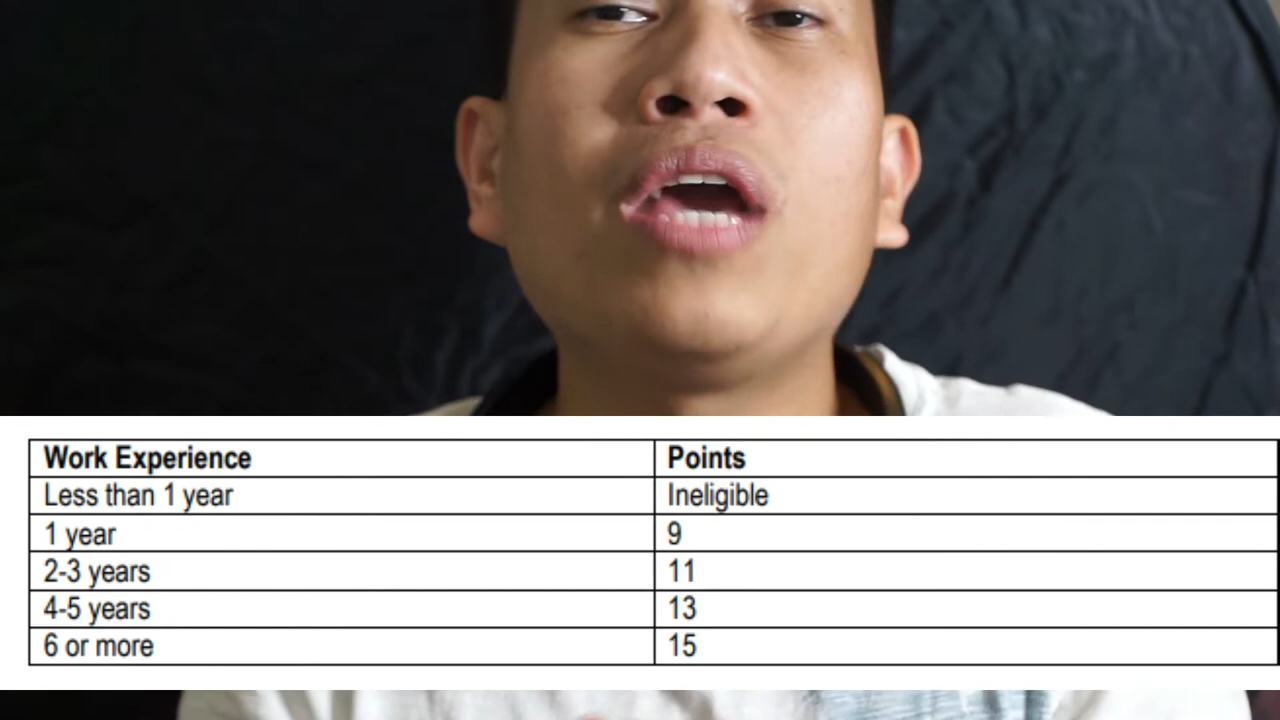 Work Experience Points
Less than 1 year Ineligible
1 year 9
2-3 years 11
4-5 years 13
6 or more 15